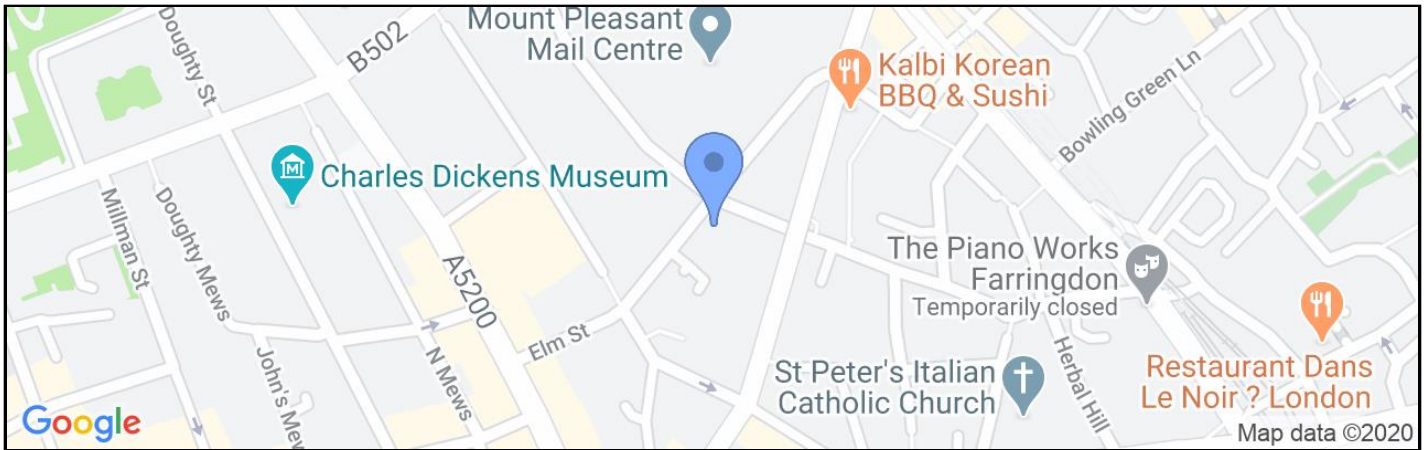 Mount Pleasant
Mail Centre
B502
Doughty St
Kalbi Korean
BBQ & Sushi
Bowling Green Ln
Charles Dickens Museum
Millman St
Doughty Mews
A5200
The Piano Works
Farringdon
Temporarily closed
Elm St
John's Mews
N Mews
St Peter's Italian
Catholic Church
Herbal Hill
Restaurant Dans
Le Noir ? London
Google
Map data ©2020